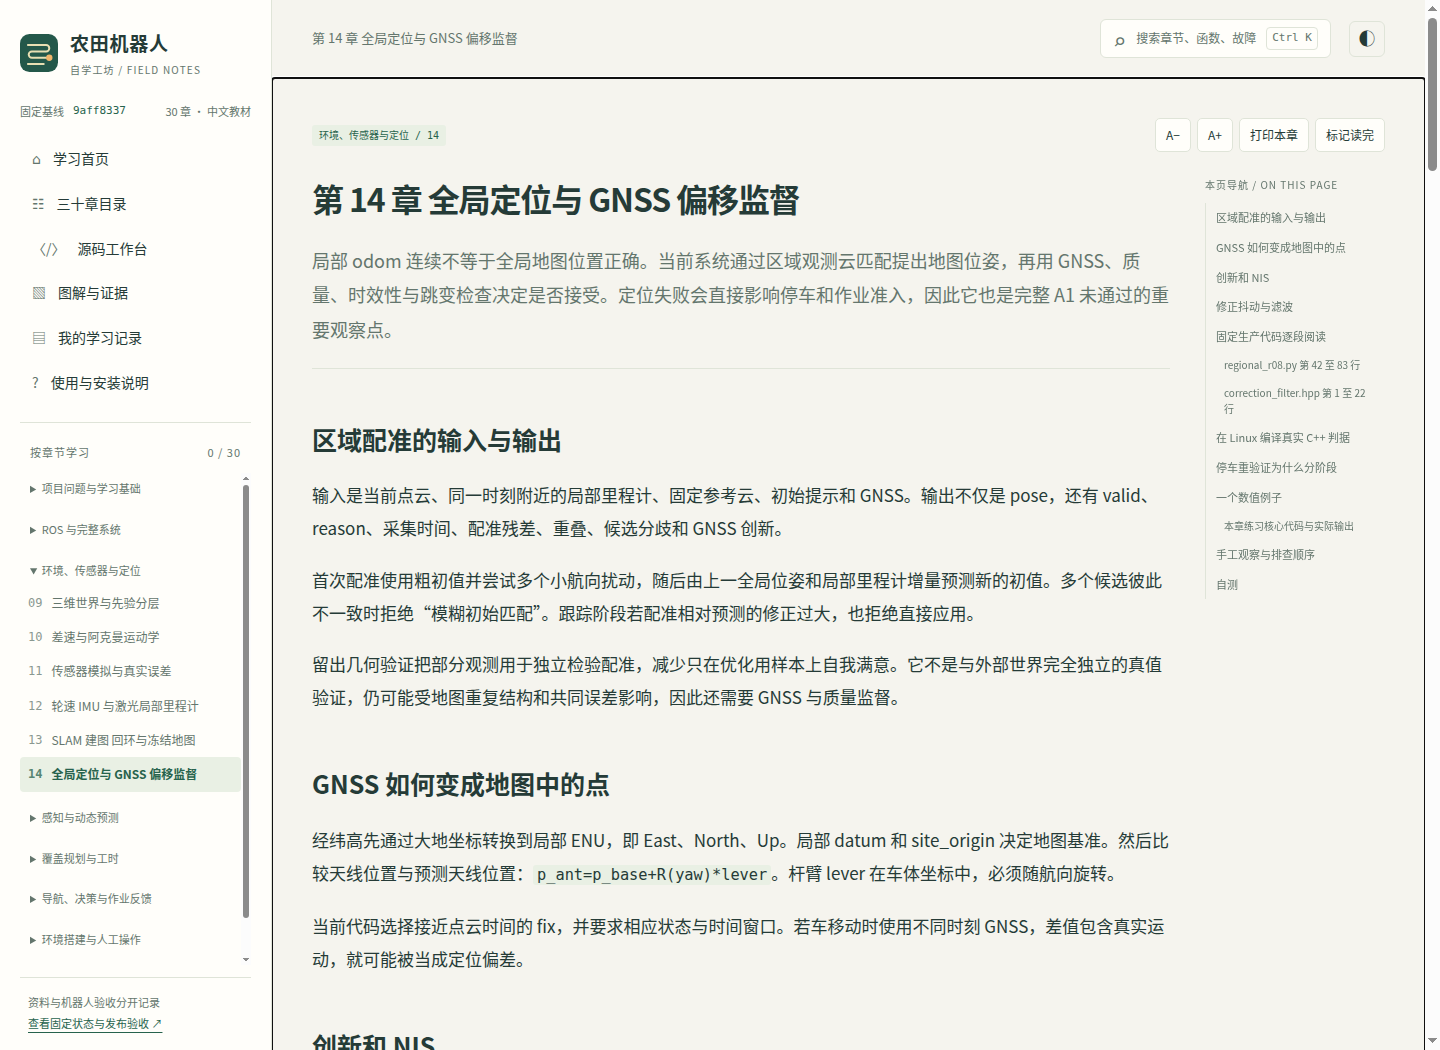 农田机器人
自学工坊 / FIELD NOTES
固定基线 9aff8337 30 章 · 中文教材
⌂ 学习首页
☷ 三十章目录
〈/〉 源码工作台
▧ 图解与证据
▤ 我的学习记录
? 使用与安装说明
按章节学习 0 / 30
▶ 项目问题与学习基础
▶ ROS 与完整系统
▼ 环境、传感器与定位
09 三维世界与先验分层
10 差速与阿克曼运动学
11 传感器模拟与真实误差
12 轮速 IMU 与激光局部里程计
13 SLAM 建图 回环与冻结地图
14 全局定位与 GNSS 偏移监督
▶ 感知与动态预测
▶ 覆盖规划与工时
▶ 导航、决策与作业反馈
▶ 环境搭建与人工操作
资料与机器人验收分开记录
查看固定状态与发布验收 ↗
第 14 章 全局定位与 GNSS 偏移监督
⌕ 搜索章节、函数、故障 Ctrl K
环境、传感器与定位 / 14
A− A+ 打印本章 标记读完
第 14 章 全局定位与 GNSS 偏移监督
局部 odom 连续不等于全局地图位置正确。当前系统通过区域观测云匹配提出地图位姿，再用 GNSS、质
量、时效性与跳变检查决定是否接受。定位失败会直接影响停车和作业准入，因此它也是完整 A1 未通过的重
要观察点。
区域配准的输入与输出
输入是当前点云、同一时刻附近的局部里程计、固定参考云、初始提示和 GNSS。输出不仅是 pose，还有 valid、
reason、采集时间、配准残差、重叠、候选分歧和 GNSS 创新。
首次配准使用粗初值并尝试多个小航向扰动，随后由上一全局位姿和局部里程计增量预测新的初值。多个候选彼此
不一致时拒绝“模糊初始匹配”。跟踪阶段若配准相对预测的修正过大，也拒绝直接应用。
留出几何验证把部分观测用于独立检验配准，减少只在优化用样本上自我满意。它不是与外部世界完全独立的真值
验证，仍可能受地图重复结构和共同误差影响，因此还需要 GNSS 与质量监督。
GNSS 如何变成地图中的点
经纬高先通过大地坐标转换到局部 ENU，即 East、North、Up。局部 datum 和 site_origin 决定地图基准。然后比
较天线位置与预测天线位置：p_ant=p_base+R(yaw)*lever。杆臂 lever 在车体坐标中，必须随航向旋转。
当前代码选择接近点云时间的 fix，并要求相应状态与时间窗口。若车移动时使用不同时刻 GNSS，差值包含真实运
动，就可能被当成定位偏差。
创新和 NIS
本页导航 / ON THIS PAGE
区域配准的输入与输出
GNSS 如何变成地图中的点
创新和 NIS
修正抖动与滤波
固定生产代码逐段阅读
regional_r08.py 第 42 至 83 行
correction_filter.hpp 第 1 至 22
行
在 Linux 编译真实 C++ 判据
停车重验证为什么分阶段
一个数值例子
本章练习核心代码与实际输出
手工观察与排查顺序
自测